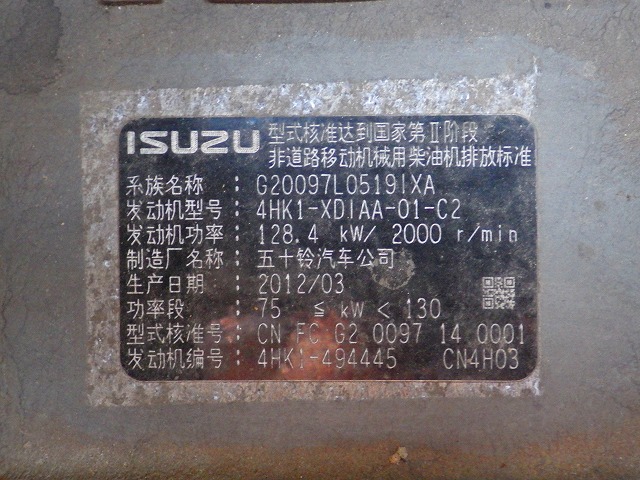 ISUZU 型式核准达到国家第Ⅱ阶段
非道路移动机械用柴油机排放标准
系族名称 : G20097L0519IXA
发动机型号 : 4HK1-XDIAA-01-C2
发动机功率 : 128.4 kW/ 2000 r/min
制造厂名称 : 五十铃汽车公司
生产日期 : 2012/03
功率段 : 75 ≦ kW < 130
型式核准号 : CN FC G2 0097 14 0001
发动机编号 : 4HK1-494445 CN4H03